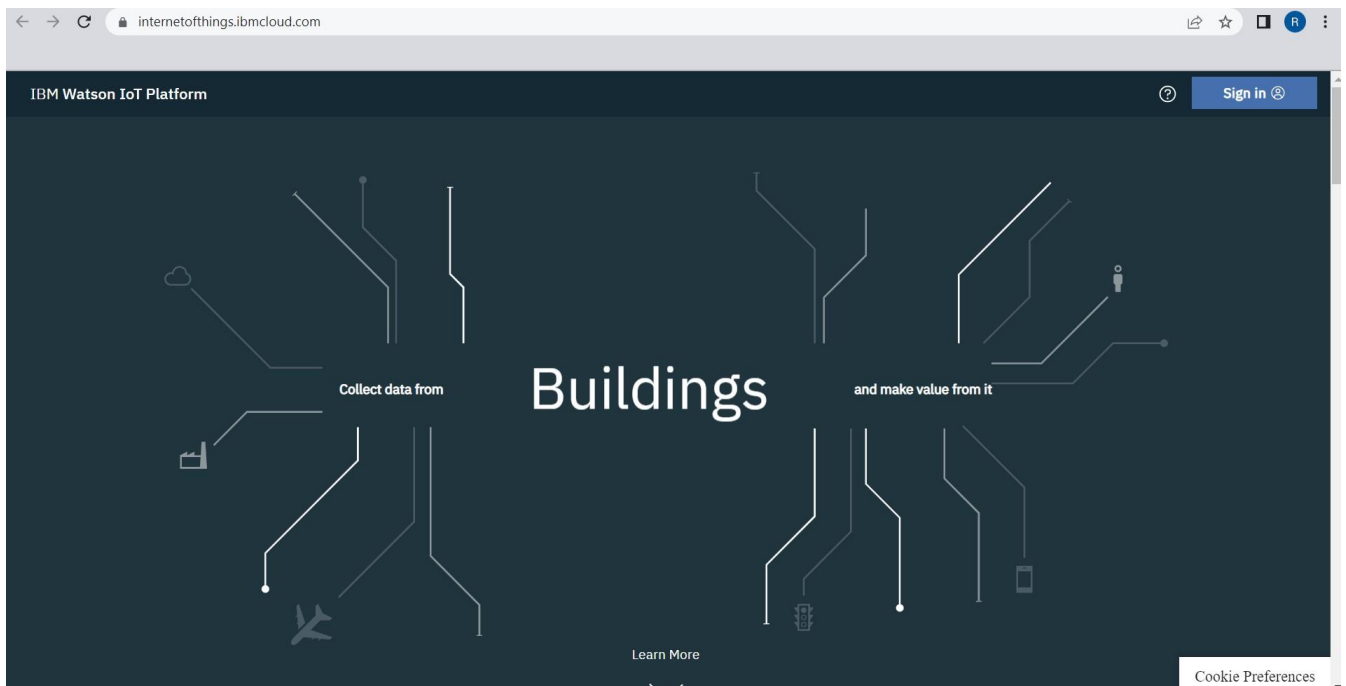 internetofthings.ibmcloud.com
R
IBM Watson IoT Platform
?
Sign in
Collect data from
Buildings
and make value from it
Learn More
Cookie Preferences